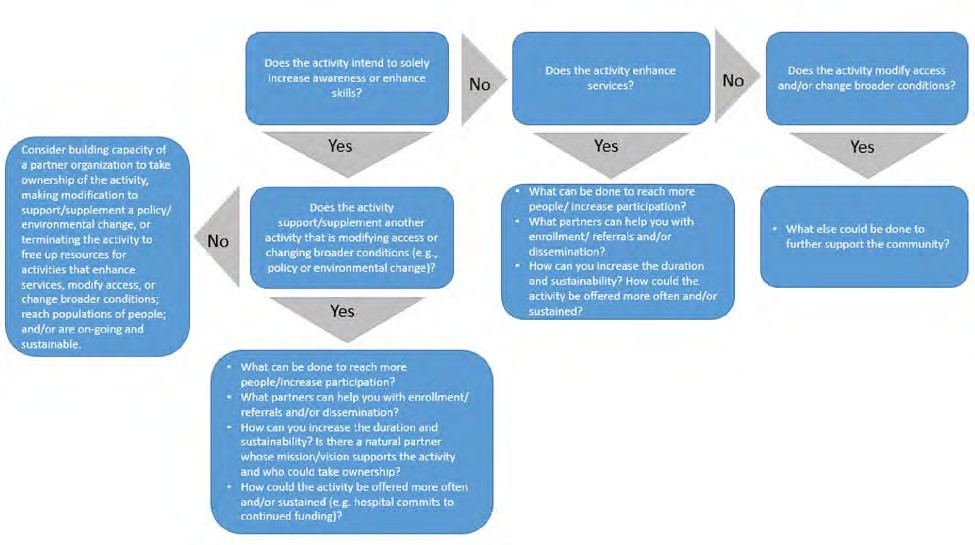 Does the activity intend to solely
increase awareness or enhance
skills?
No
Does the activity enhance
services?
No
Does the activity modify access
and/or change broader conditions?
Yes
Yes
Yes
Consider building capacity of
a partner organization to take
ownership of the activity,
making modification to
support/supplement a policy/
environmental change, or
terminating the activity to
free up resources for
activities that enhance
services, modify access, or
change broader conditions;
reach populations of people;
and/or are on-going and
sustainable.
No
Does the activity
support/supplement another
activity that is modifying access or
changing broader conditions (e.g.,
policy or environmental change)?
• What can be done to reach more
people/ increase participation?
• What partners can help you with
enrollment/ referrals and/or
dissemination?
• How can you increase the duration
and sustainability? How could the
activity be offered more often and/or
sustained?
• What else could be done to
further support the community?
Yes
• What can be done to reach more
people/increase participation?
• What partners can help you with enrollment/
referrals and/or dissemination?
• How can you increase the duration and
sustainability? Is there a natural partner
whose mission/vision supports the activity
and who could take ownership?
• How could the activity be offered more often
and/or sustained (e.g. hospital commits to
continued funding)?